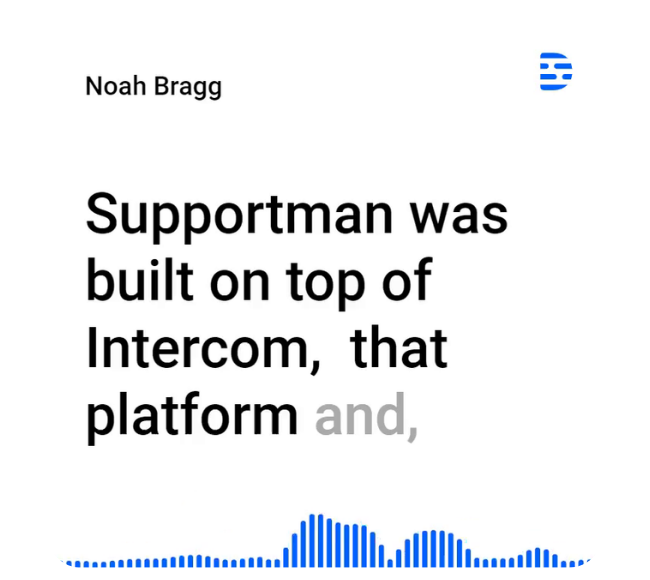 Noah Bragg
Supportman was
built on top of
Intercom,  that
platform and,